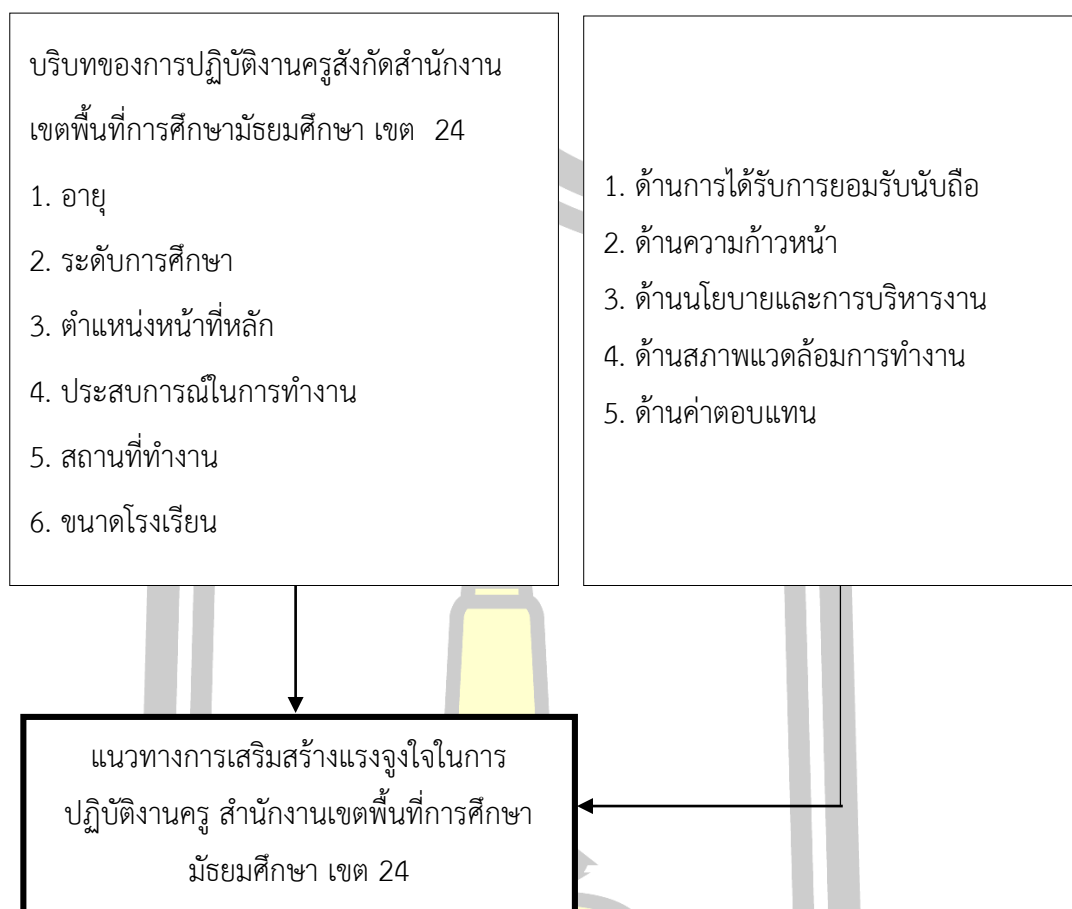 บริบทของการปฏิบัติงานครูสังกัดสำนักงาน
เขตพื้นที่การศึกษามัธยมศึกษา เขต 24
1. อายุ
2. ระดับการศึกษา
3. ตำแหน่งหน้าที่หลัก
4. ประสบการณ์ในการทำงาน
5. สถานที่ทำงาน
6. ขนาดโรงเรียน
1. ด้านการได้รับการยอมรับนับถือ
2. ด้านความก้าวหน้า
3. ด้านนโยบายและการบริหารงาน
4. ด้านสภาพแวดล้อมการทำงาน
5. ด้านค่าตอบแทน
แนวทางการเสริมสร้างแรงจูงใจในการ
ปฏิบัติงานครู สำนักงานเขตพื้นที่การศึกษา
มัธยมศึกษา เขต 24